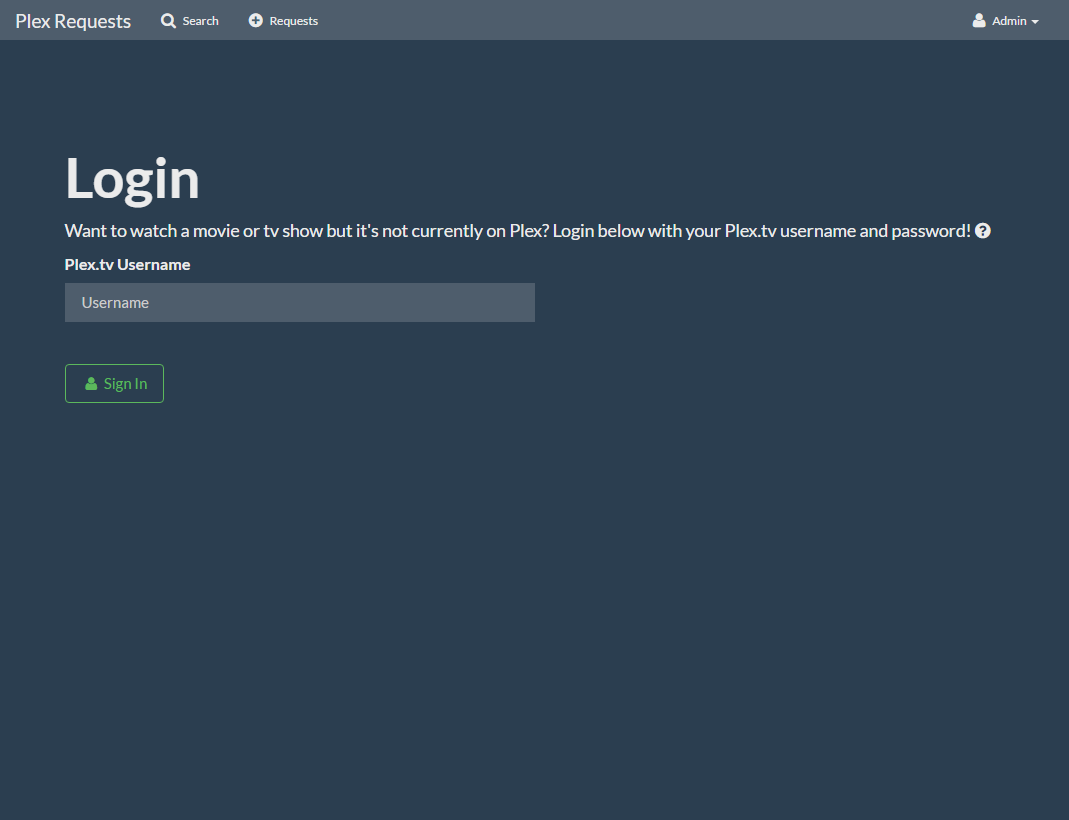 Plex Requests Search Requests Admin
Login
Want to watch a movie or tv show but it's not currently on Plex? Login below with your Plex.tv username and password! ?
Plex.tv Username
Username
Sign In